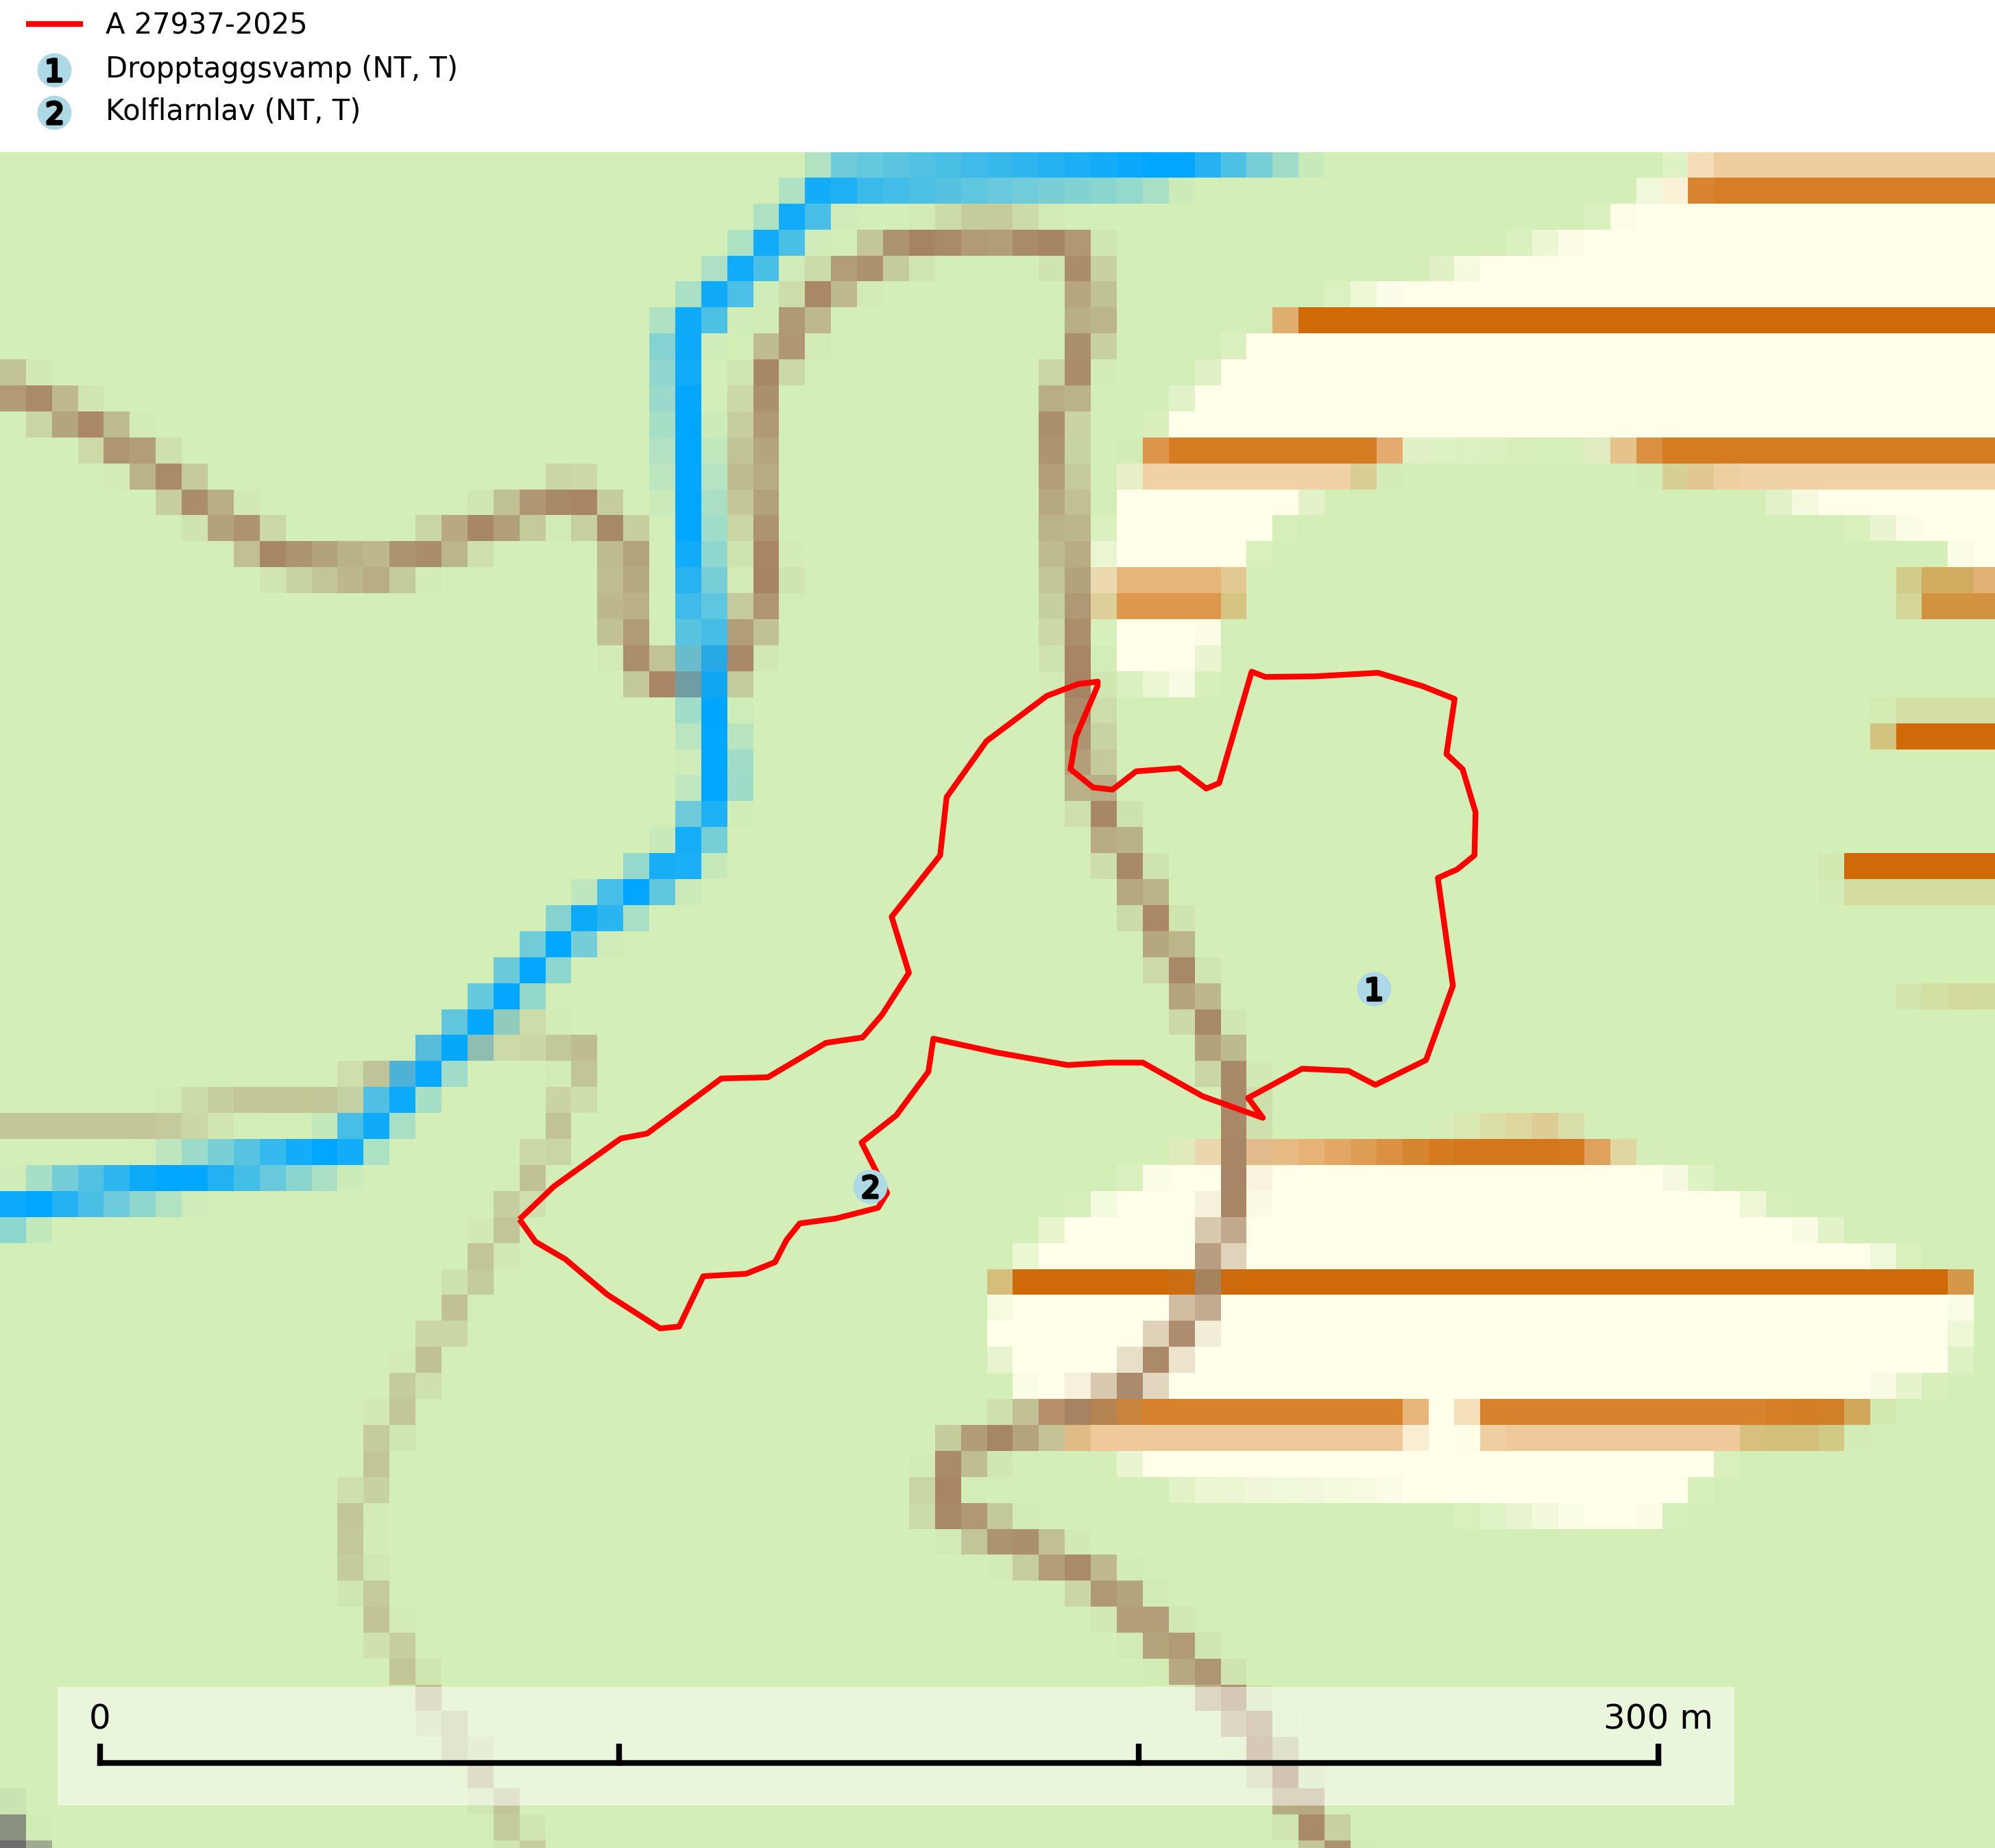 A 27937-2025
1 Dropptaggsvamp (NT, T)
2 Kolflarnlav (NT, T)
1
2
0 300 m